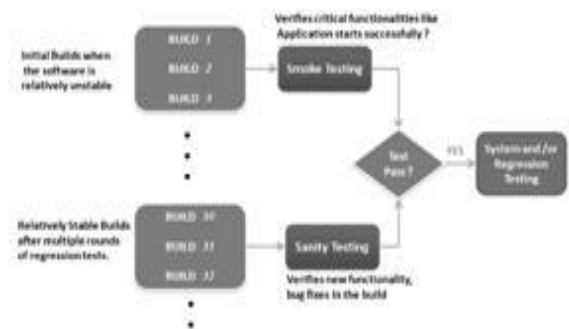 Verifies critical functionalities like
Application starts successfully ?
Initial Builds when
the software is
relatively unstable
BUILD 1
BUILD 2
BUILD 3
Smoke Testing
Test
Pass ?
YES
System and /or
Regression
Testing
Relatively Stable Builds
after multiple rounds
of regression tests.
BUILD 30
BUILD 31
BUILD 32
Sanity Testing
Verifies new functionality,
bug fixes in the build